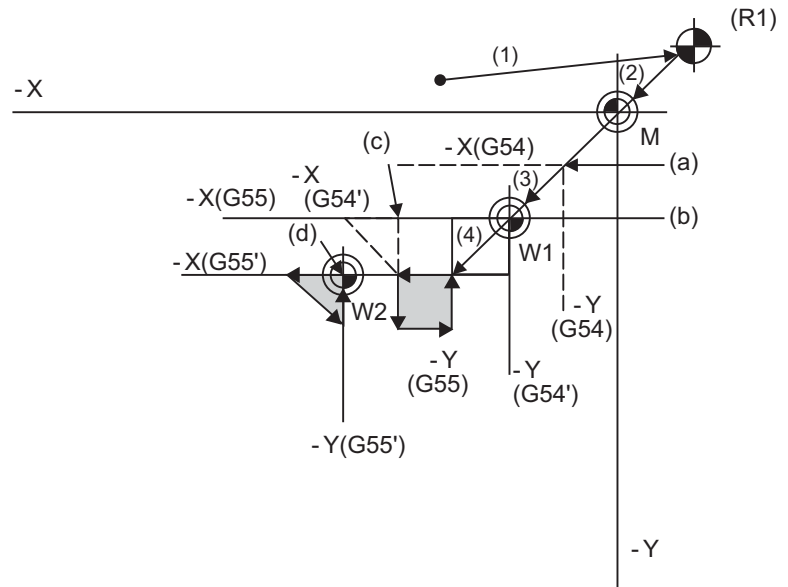 (R1)
(1)
(2)
-X
M
(c)
-X(G54)
(a)
-X
(G54')
(3)
-X(G55)
(b)
(d)
(4)
W1
-X(G55')
W2
-Y
(G54)
-Y
(G55)
-Y
(G54')
-Y(G55')
-Y